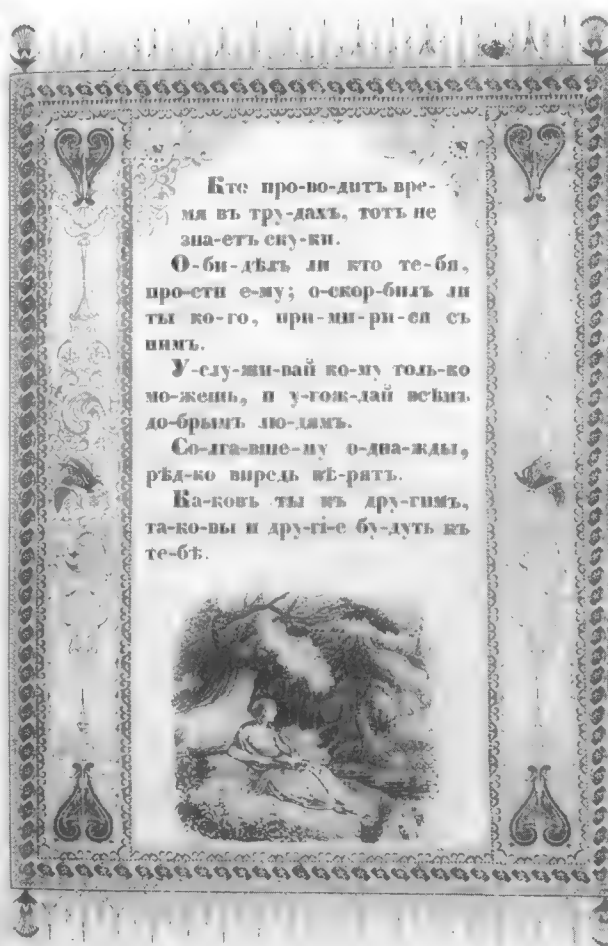 Кто про-во-дитъ вре-
мя въ тру-дахъ, тотъ не
зна-етъ ску-ки.
О-би-дѣлъ ли кто те-бя,
про-сти е-му; о-скор-билъ ли
ты ко-го, при-ми-ри-ся съ
нимъ.
У-слу-жи-вай ко-му толь-ко
мо-жешь, и у-гож-дай всѣмъ
до-брымъ лю-дямъ.
Со-лга-вше-му о-дна-жды,
рѣд-ко впредь вѣ-рятъ.
Ка-ковъ ты къ дру-гимъ,
та-ко-вы и дру-гі-е бу-дутъ къ
те-бѣ.